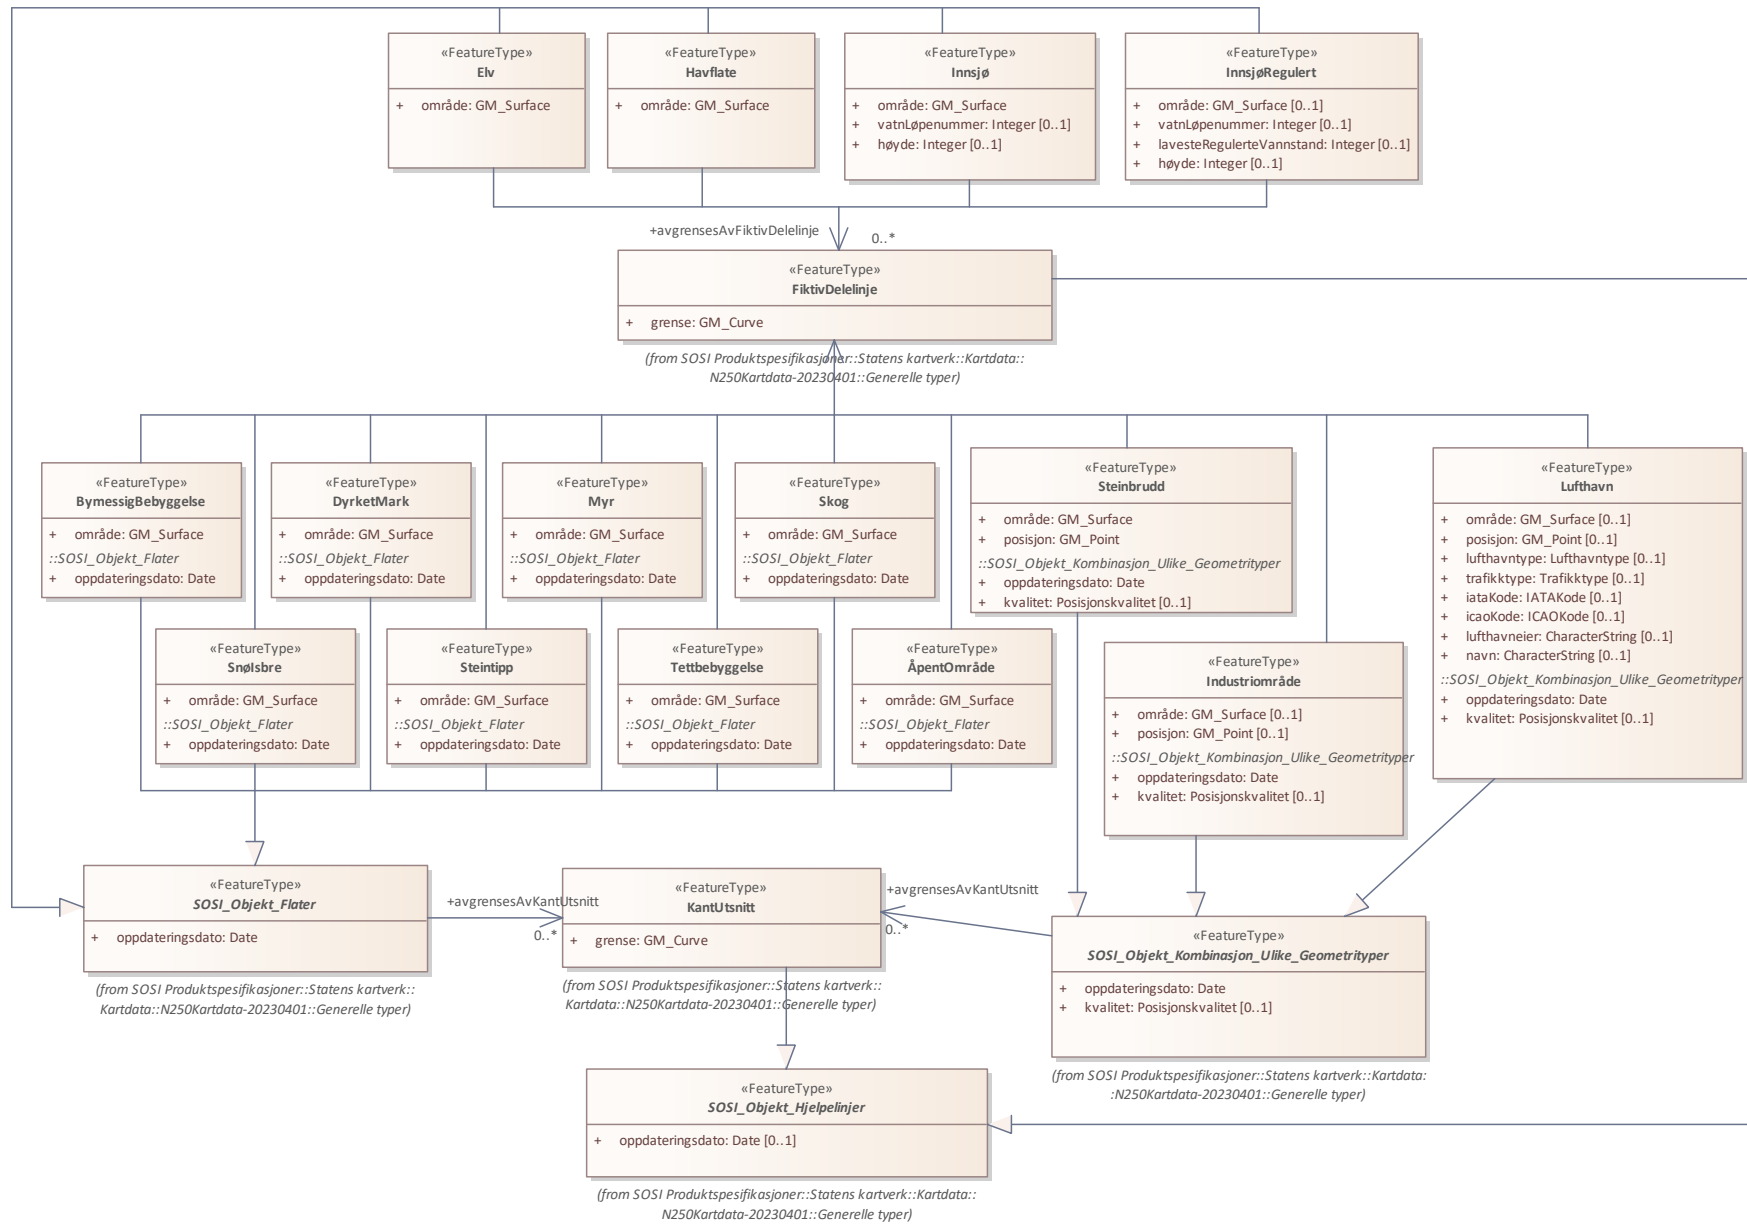 «FeatureType»
Elv
+ område: GM_Surface
«FeatureType»
Havflate
+ område: GM_Surface
«FeatureType»
Innsjø
+ område: GM_Surface
+ vatnLøpenummer: Integer [0..1]
+ høyde: Integer [0..1]
«FeatureType»
InnsjøRegulert
+ område: GM_Surface [0..1]
+ vatnLøpenummer: Integer [0..1]
+ lavesteRegulerteVannstand: Integer [0..1]
+ høyde: Integer [0..1]
+avgrensesAvFiktivDelelinje
0..*
«FeatureType»
FiktivDelelinje
+ grense: GM_Curve
(from SOSI Produktspesifikasjoner::Statens kartverk::Kartdata::
N250Kartdata-20230401::Generelle typer)
«FeatureType»
BymessigBebyggelse
+ område: GM_Surface
::SOSI_Objekt_Flater
+ oppdateringsdato: Date
«FeatureType»
DyrketMark
+ område: GM_Surface
::SOSI_Objekt_Flater
+ oppdateringsdato: Date
«FeatureType»
Myr
+ område: GM_Surface
::SOSI_Objekt_Flater
+ oppdateringsdato: Date
«FeatureType»
Skog
+ område: GM_Surface
::SOSI_Objekt_Flater
+ oppdateringsdato: Date
«FeatureType»
Steinbrudd
+ område: GM_Surface
+ posisjon: GM_Point
::SOSI_Objekt_Kombinasjon_Ulike_Geometrityper
+ oppdateringsdato: Date
+ kvalitet: Posisjonskvalitet [0..1]
«FeatureType»
Lufthavn
+ område: GM_Surface [0..1]
+ posisjon: GM_Point [0..1]
+ lufthavntype: Lufthavntype [0..1]
+ trafikktype: Trafikktype [0..1]
+ iataKode: IATAKode [0..1]
+ icaoKode: ICAOKode [0..1]
+ lufthavneier: CharacterString [0..1]
+ navn: CharacterString [0..1]
::SOSI_Objekt_Kombinasjon_Ulike_Geometrityper
+ oppdateringsdato: Date
+ kvalitet: Posisjonskvalitet [0..1]
«FeatureType»
SnøIsbre
+ område: GM_Surface
::SOSI_Objekt_Flater
+ oppdateringsdato: Date
«FeatureType»
Steintipp
+ område: GM_Surface
::SOSI_Objekt_Flater
+ oppdateringsdato: Date
«FeatureType»
Tettbebyggelse
+ område: GM_Surface
::SOSI_Objekt_Flater
+ oppdateringsdato: Date
«FeatureType»
ÅpentOmråde
+ område: GM_Surface
::SOSI_Objekt_Flater
+ oppdateringsdato: Date
«FeatureType»
Industriområde
+ område: GM_Surface [0..1]
+ posisjon: GM_Point [0..1]
::SOSI_Objekt_Kombinasjon_Ulike_Geometrityper
+ oppdateringsdato: Date
+ kvalitet: Posisjonskvalitet [0..1]
«FeatureType»
SOSI_Objekt_Flater
+ oppdateringsdato: Date
(from SOSI Produktspesifikasjoner::Statens kartverk::
Kartdata::N250Kartdata-20230401::Generelle typer)
+avgrensesAvKantUtsnitt
0..*
«FeatureType»
KantUtsnitt
+ grense: GM_Curve
(from SOSI Produktspesifikasjoner::Statens kartverk::
Kartdata::N250Kartdata-20230401::Generelle typer)
+avgrensesAvKantUtsnitt
0..*
«FeatureType»
SOSI_Objekt_Kombinasjon_Ulike_Geometrityper
+ oppdateringsdato: Date
+ kvalitet: Posisjonskvalitet [0..1]
(from SOSI Produktspesifikasjoner::Statens kartverk::Kartdata:
:N250Kartdata-20230401::Generelle typer)
«FeatureType»
SOSI_Objekt_Hjelpelinjer
+ oppdateringsdato: Date [0..1]
(from SOSI Produktspesifikasjoner::Statens kartverk::Kartdata::
N250Kartdata-20230401::Generelle typer)